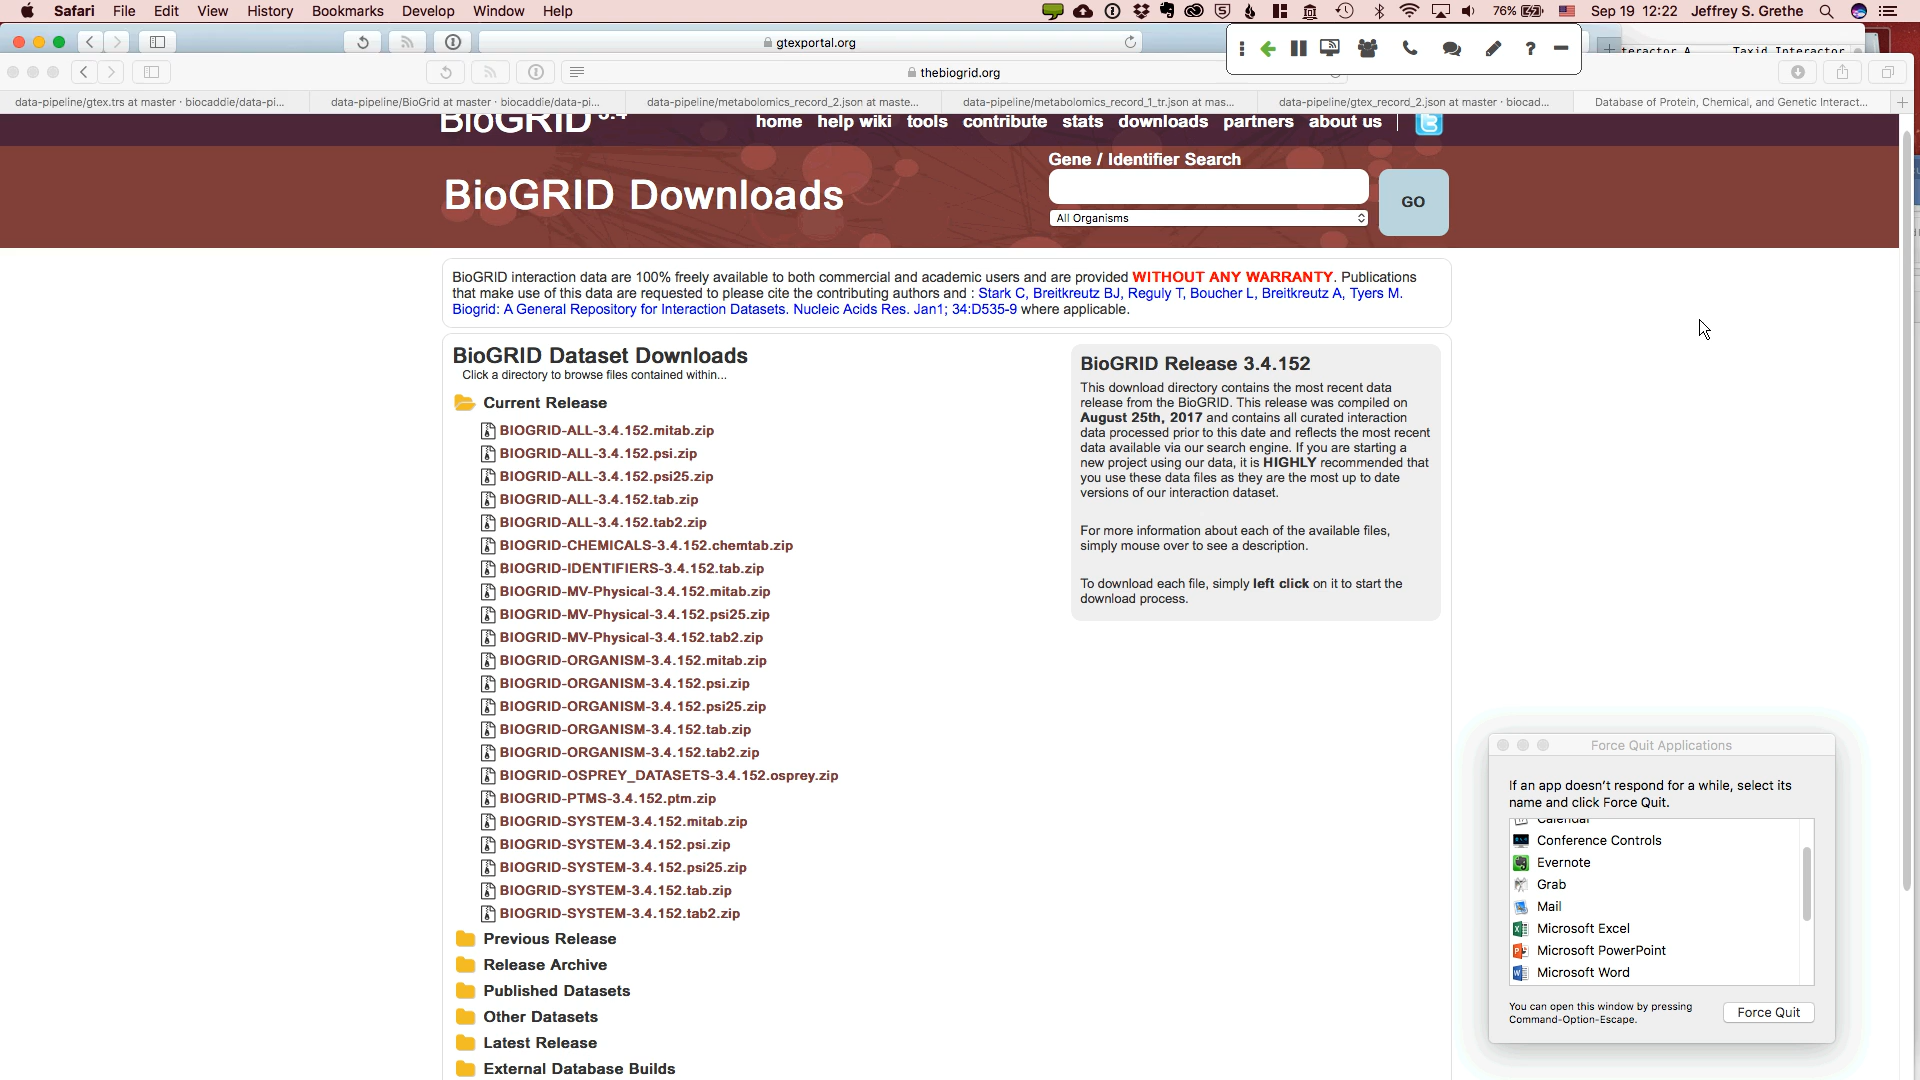 Safari File Edit View History Bookmarks Develop Window Help 76% Sep 19 12:22 Jeffrey S. Grethe
gtexportal.org
teractor A Taxid Interactor
thebiogrid.org
data-pipeline/gtex.trs at master · biocaddie/data-pi... data-pipeline/BioGrid at master · biocaddie/data-pi... data-pipeline/metabolomics_record_2.json at maste... data-pipeline/metabolomics_record_1_tr.json at mas... data-pipeline/gtex_record_2.json at master · biocad... Database of Protein, Chemical, and Genetic Interact...
BioGRID 3.4 home help wiki tools contribute stats downloads partners about us
Gene / Identifier Search
BioGRID Downloads
GO
All Organisms
BioGRID interaction data are 100% freely available to both commercial and academic users and are provided WITHOUT ANY WARRANTY. Publications
that make use of this data are requested to please cite the contributing authors and : Stark C, Breitkreutz BJ, Reguly T, Boucher L, Breitkreutz A, Tyers M.
Biogrid: A General Repository for Interaction Datasets. Nucleic Acids Res. Jan1; 34:D535-9 where applicable.
BioGRID Dataset Downloads
Click a directory to browse files contained within...
Current Release
BIOGRID-ALL-3.4.152.mitab.zip
BIOGRID-ALL-3.4.152.psi.zip
BIOGRID-ALL-3.4.152.psi25.zip
BIOGRID-ALL-3.4.152.tab.zip
BIOGRID-ALL-3.4.152.tab2.zip
BIOGRID-CHEMICALS-3.4.152.chemtab.zip
BIOGRID-IDENTIFIERS-3.4.152.tab.zip
BIOGRID-MV-Physical-3.4.152.mitab.zip
BIOGRID-MV-Physical-3.4.152.psi25.zip
BIOGRID-MV-Physical-3.4.152.tab2.zip
BIOGRID-ORGANISM-3.4.152.mitab.zip
BIOGRID-ORGANISM-3.4.152.psi.zip
BIOGRID-ORGANISM-3.4.152.psi25.zip
BIOGRID-ORGANISM-3.4.152.tab.zip
BIOGRID-ORGANISM-3.4.152.tab2.zip
BIOGRID-OSPREY_DATASETS-3.4.152.osprey.zip
BIOGRID-PTMS-3.4.152.ptm.zip
BIOGRID-SYSTEM-3.4.152.mitab.zip
BIOGRID-SYSTEM-3.4.152.psi.zip
BIOGRID-SYSTEM-3.4.152.psi25.zip
BIOGRID-SYSTEM-3.4.152.tab.zip
BIOGRID-SYSTEM-3.4.152.tab2.zip
Previous Release
Release Archive
Published Datasets
Other Datasets
Latest Release
External Database Builds
BioGRID Release 3.4.152
This download directory contains the most recent data
release from the BioGRID. This release was compiled on
August 25th, 2017 and contains all curated interaction
data processed prior to this date and reflects the most recent
data available via our search engine. If you are starting a
new project using our data, it is HIGHLY recommended that
you use these data files as they are the most up to date
versions of our interaction dataset.
For more information about each of the available files,
simply mouse over to see a description.
To download each file, simply left click on it to start the
download process.
Force Quit Applications
If an app doesn't respond for a while, select its
name and click Force Quit.
Calendar
Conference Controls
Evernote
Grab
Mail
Microsoft Excel
Microsoft PowerPoint
Microsoft Word
You can open this window by pressing
Command-Option-Escape.
Force Quit